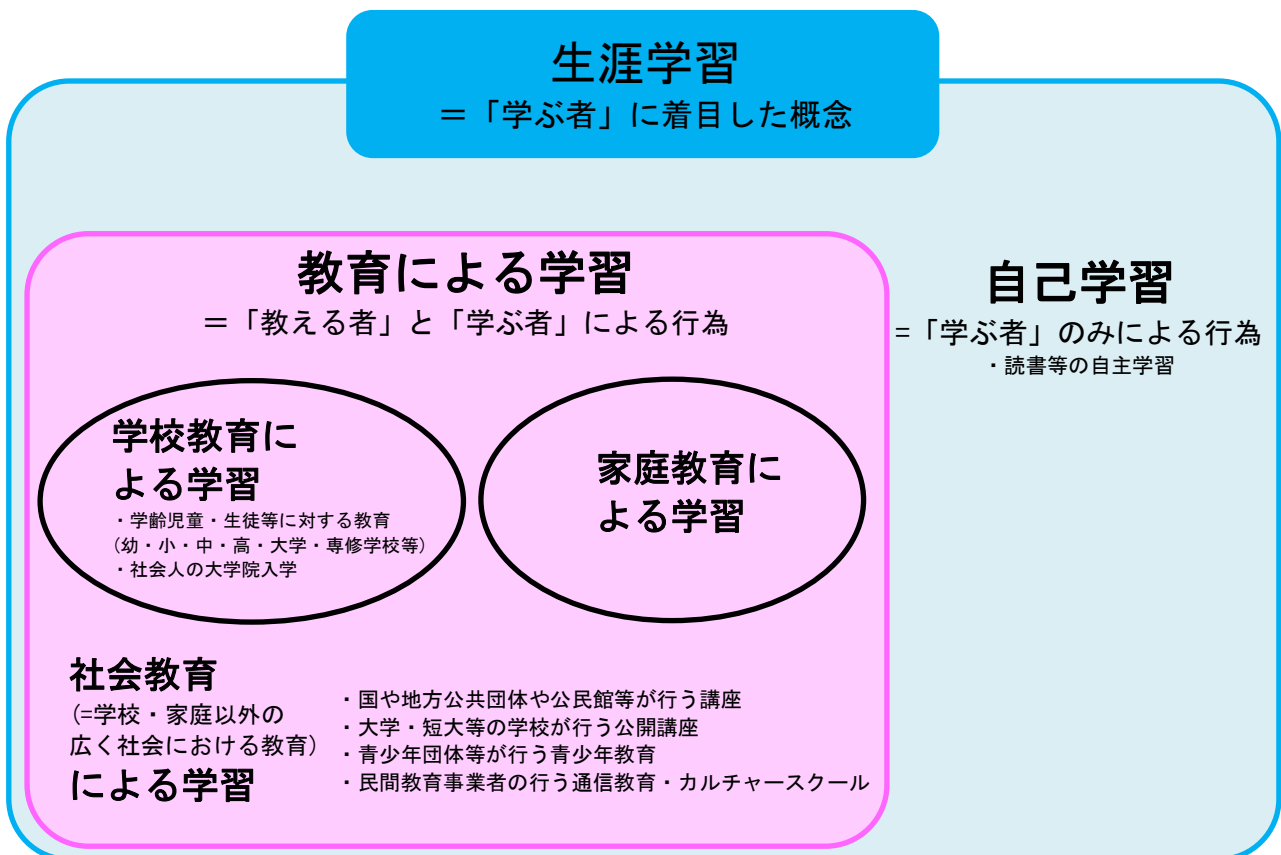 生涯学習
＝「学ぶ者」に着目した概念
教育による学習
＝「教える者」と「学ぶ者」による行為
自己学習
=「学ぶ者」のみによる行為
・読書等の自主学習
学校教育に
よる学習
・学齢児童・生徒等に対する教育
(幼・小・中・高・大学・専修学校等)
・社会人の大学院入学
家庭教育に
よる学習
社会教育
(=学校・家庭以外の
広く社会における教育)
による学習
・国や地方公共団体や公民館等が行う講座
・大学・短大等の学校が行う公開講座
・青少年団体等が行う青少年教育
・民間教育事業者の行う通信教育・カルチャースクール